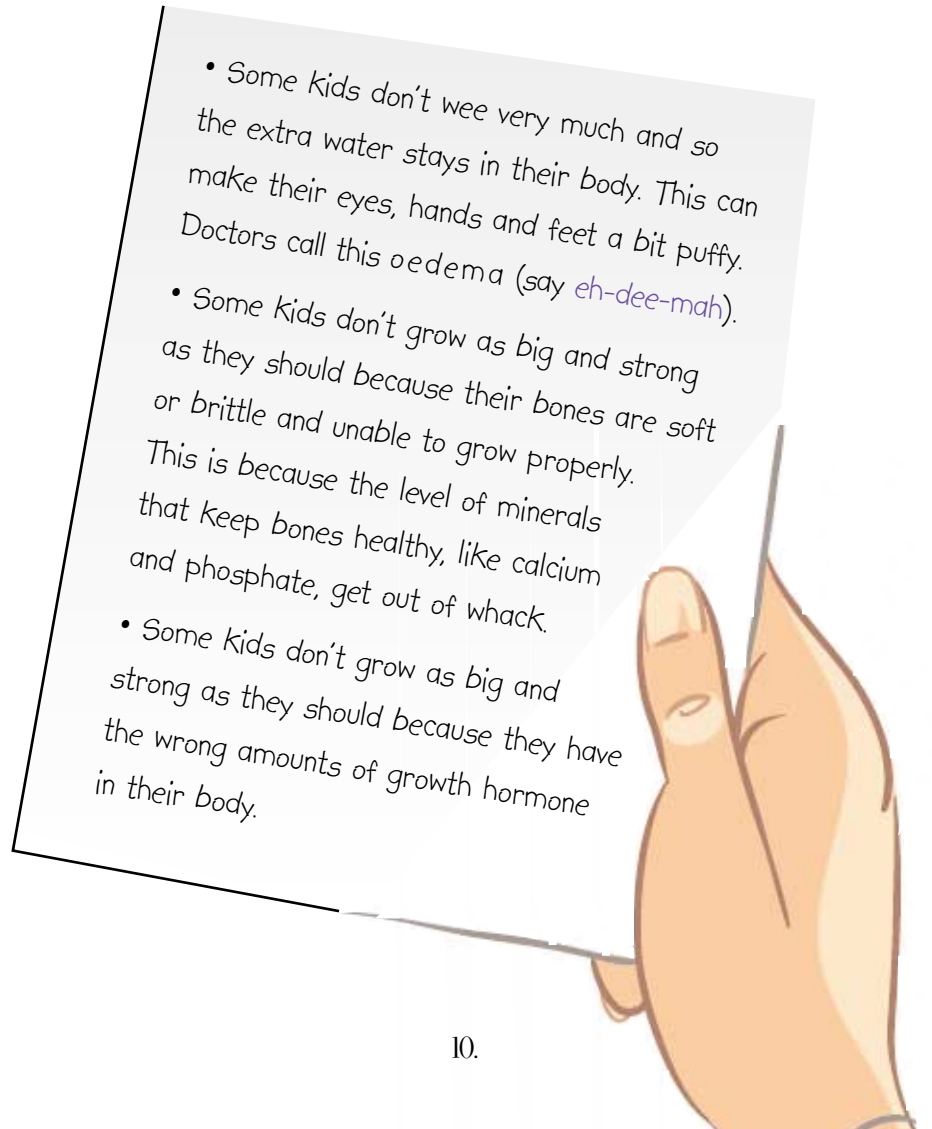 • Some kids don't wee very much and so
the extra water stays in their body. This can
make their eyes, hands and feet a bit puffy.
Doctors call this oedema (say eh-dee-mah).
• Some kids don't grow as big and strong
as they should because their bones are soft
or brittle and unable to grow properly.
This is because the level of minerals
that keep bones healthy, like calcium
and phosphate, get out of whack.
• Some kids don't grow as big and
strong as they should because they have
the wrong amounts of growth hormone
in their body.
10.